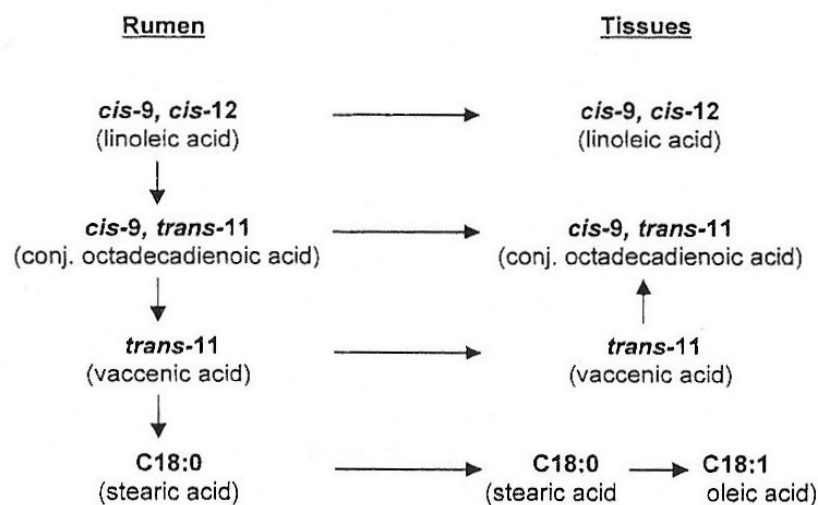 Rumen Tissues
cis-9, cis-12 cis-9, cis-12
(linoleic acid) (linoleic acid)
cis-9, trans-11 cis-9, trans-11
(conj. octadecadienoic acid) (conj. octadecadienoic acid)
trans-11 trans-11
(vaccenic acid) (vaccenic acid)
C18:0 C18:0 C18:1
(stearic acid) (stearic acid oleic acid)